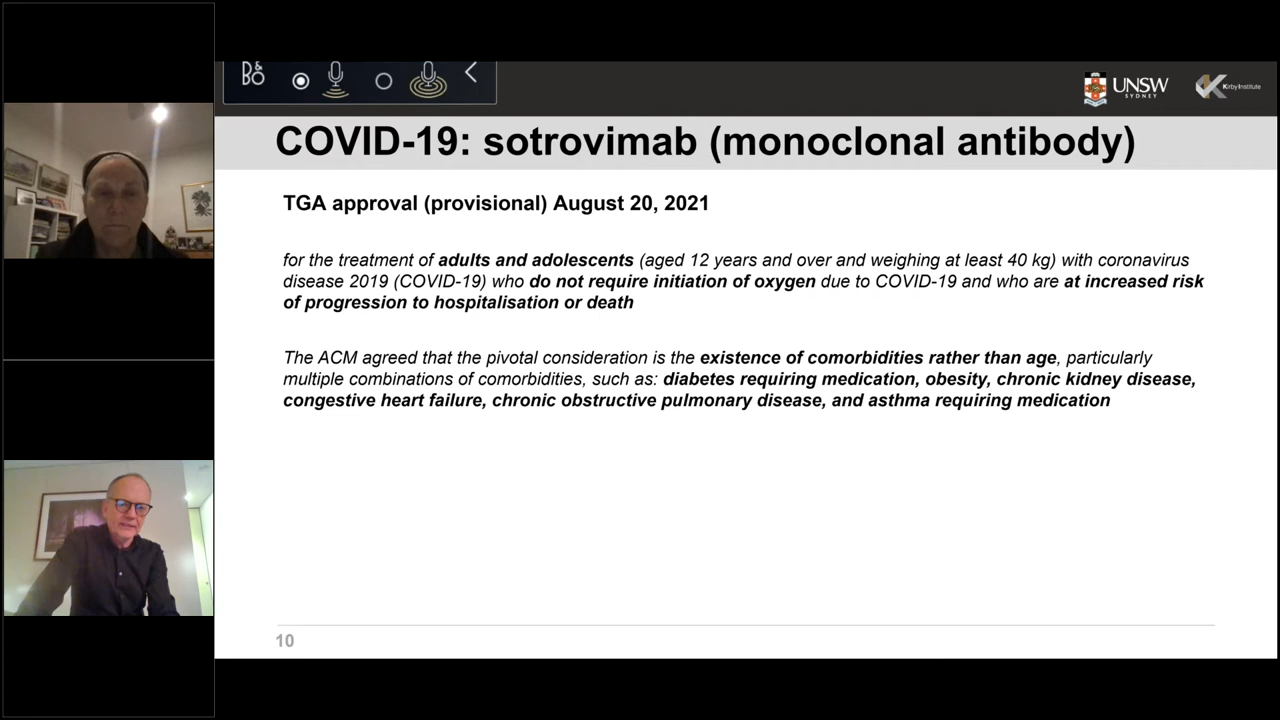 B&O
UNSW
SYDNEY
Kirby Institute
COVID-19: sotrovimab (monoclonal antibody)
TGA approval (provisional) August 20, 2021
for the treatment of adults and adolescents (aged 12 years and over and weighing at least 40 kg) with coronavirus
disease 2019 (COVID-19) who do not require initiation of oxygen due to COVID-19 and who are at increased risk
of progression to hospitalisation or death
The ACM agreed that the pivotal consideration is the existence of comorbidities rather than age, particularly
multiple combinations of comorbidities, such as: diabetes requiring medication, obesity, chronic kidney disease,
congestive heart failure, chronic obstructive pulmonary disease, and asthma requiring medication
10